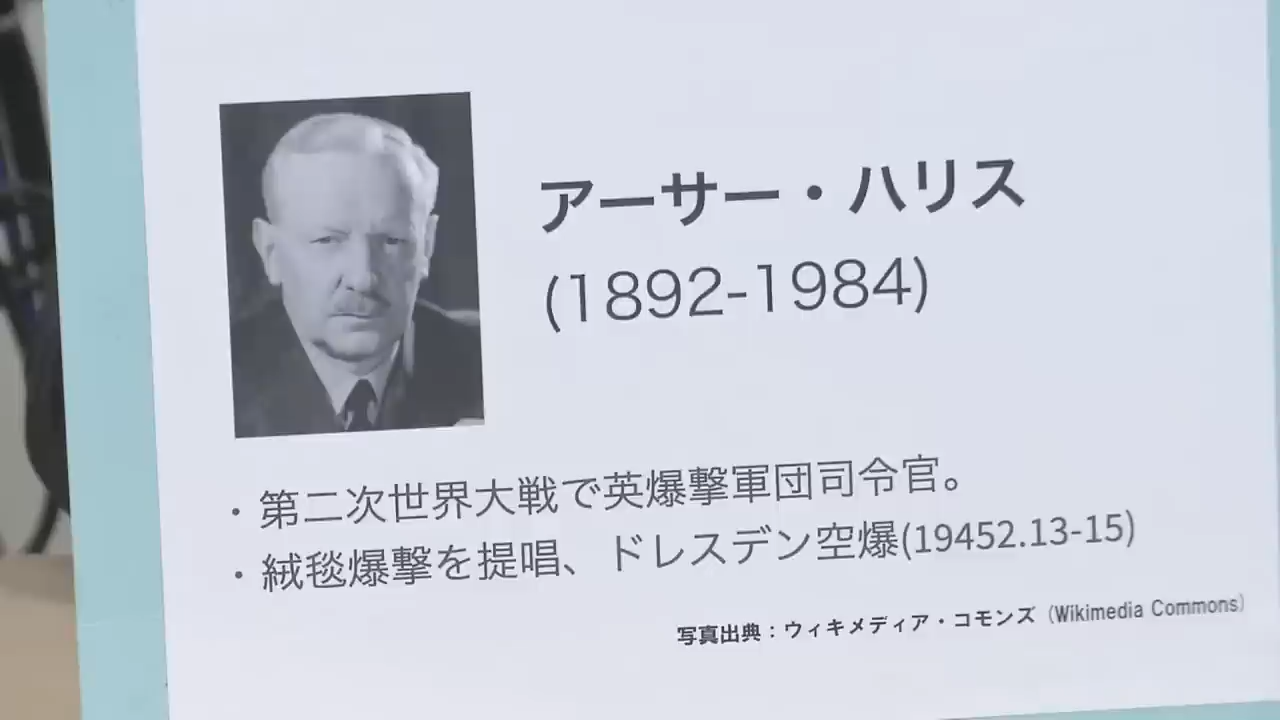 アーサー・ハリス
(1892-1984)
・第二次世界大戦で英爆撃軍団司令官。
・絨毯爆撃を提唱、ドレスデン空爆(19452.13-15)
写真出典：ウィキメディア・コモンズ（Wikimedia Commons）